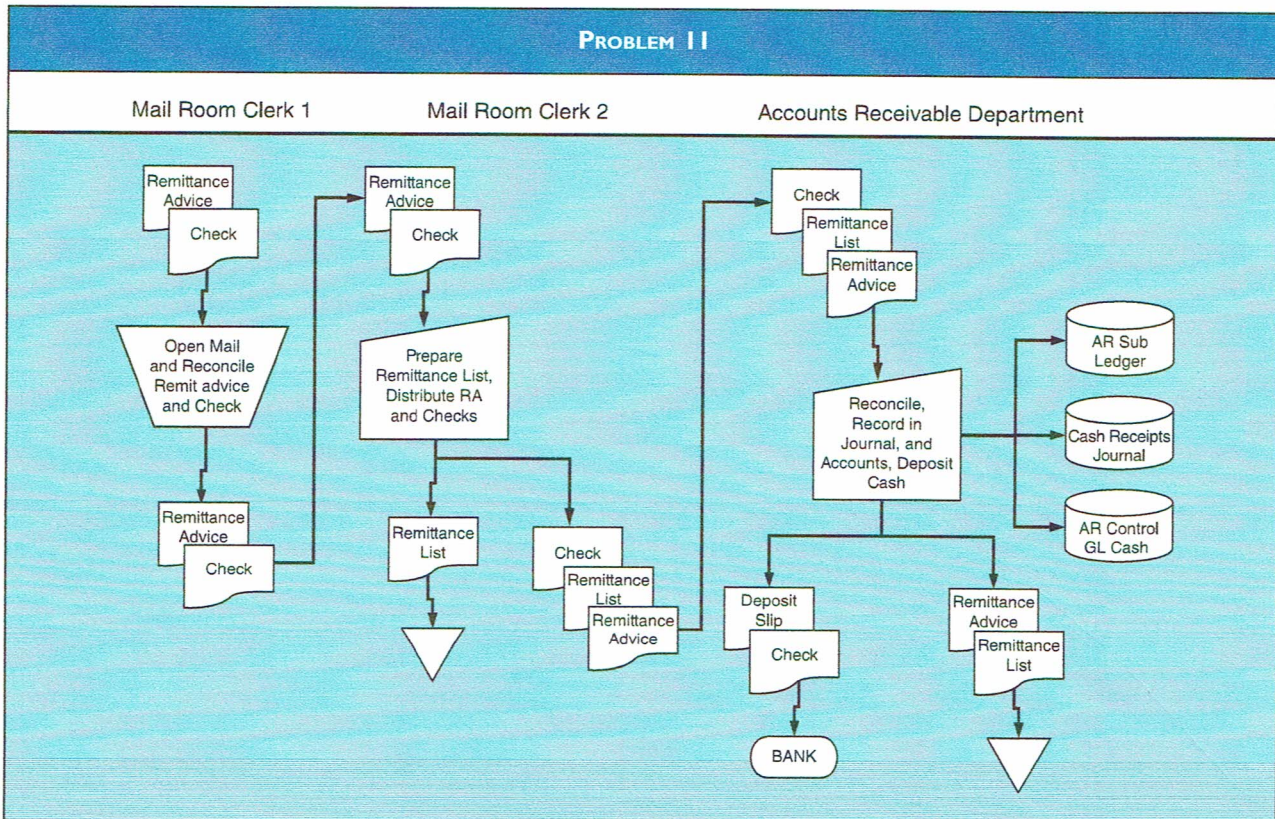 PROBLEM 11
Mail Room Clerk 1
Mail Room Clerk 2
Accounts Receivable Department
Remittance
Advice
Check
Open Mail
and Reconcile
Remit advice
and Check
Remittance
Advice
Check
Remittance
Advice
Check
Prepare
Remittance List,
Distribute RA
and Checks
Remittance
List
Check
Remittance
List
Remittance
Advice
Check
Remittance
List
Remittance
Advice
Reconcile,
Record in
Journal, and
Accounts, Deposit
Cash
AR Sub
Ledger
Cash Receipts
Journal
AR Control
GL Cash
Deposit
Slip
Check
BANK
Remittance
Advice
Remittance
List